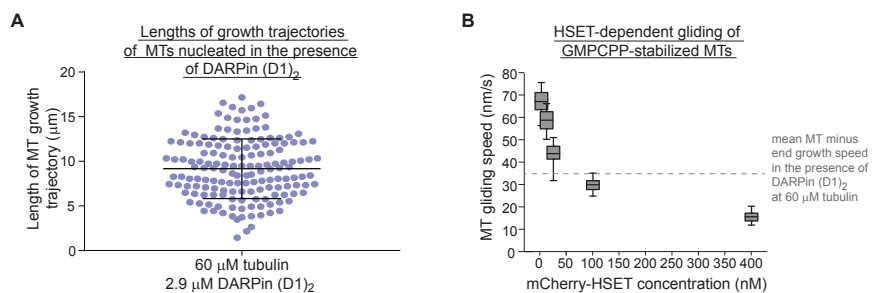 A
Lengths of growth trajectories
of MTs nucleated in the presence
of DARPin (D1)2
20
15
10
5
0
Length of MT growth
trajectory (μm)
60 μM tubulin
2.9 μM DARPin (D1)2
B
HSET-dependent gliding of
GMPCPP-stabilized MTs
80
70
60
50
40
30
20
10
0
MT gliding speed (nm/s)
0 50 100 150 200 250 300 350 400
mCherry-HSET concentration (nM)
mean MT minus
end growth speed
in the presence of
DARPin (D1)2
at 60 μM tubulin